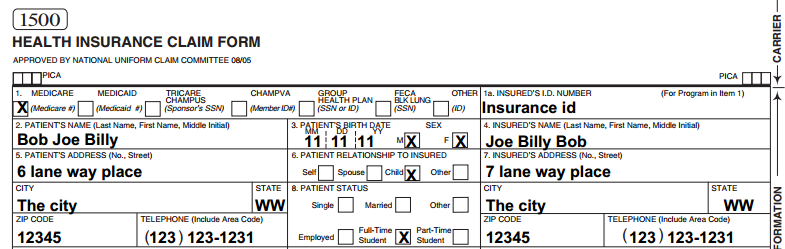 1500
HEALTH INSURANCE CLAIM FORM
APPROVED BY NATIONAL UNIFORM CLAIM COMMITTEE 08/05
PICA PICA
CARRIER
1. MEDICARE MEDICAID TRICARE CHAMPUS CHAMPVA GROUP HEALTH PLAN FECA BLK LUNG OTHER
X (Medicare #) (Medicaid #) (Sponsor's SSN) (Member ID#) (SSN or ID) (SSN) (ID)
1a. INSURED'S I.D. NUMBER (For Program in Item 1)
Insurance id
2. PATIENT'S NAME (Last Name, First Name, Middle Initial)
Bob Joe Billy
3. PATIENT'S BIRTH DATE SEX
MM DD YY
11 11 11 M X F X
4. INSURED'S NAME (Last Name, First Name, Middle Initial)
Joe Billy Bob
5. PATIENT'S ADDRESS (No., Street)
6 lane way place
6. PATIENT RELATIONSHIP TO INSURED
Self Spouse Child X Other
7. INSURED'S ADDRESS (No., Street)
7 lane way place
CITY STATE
The city WW
8. PATIENT STATUS
Single Married Other
CITY STATE
The city WW
ZIP CODE TELEPHONE (Include Area Code)
12345 (123) 123-1231
Employed Full-Time Student X Part-Time Student
ZIP CODE TELEPHONE (Include Area Code)
12345 (123) 123-1231
FORMATION